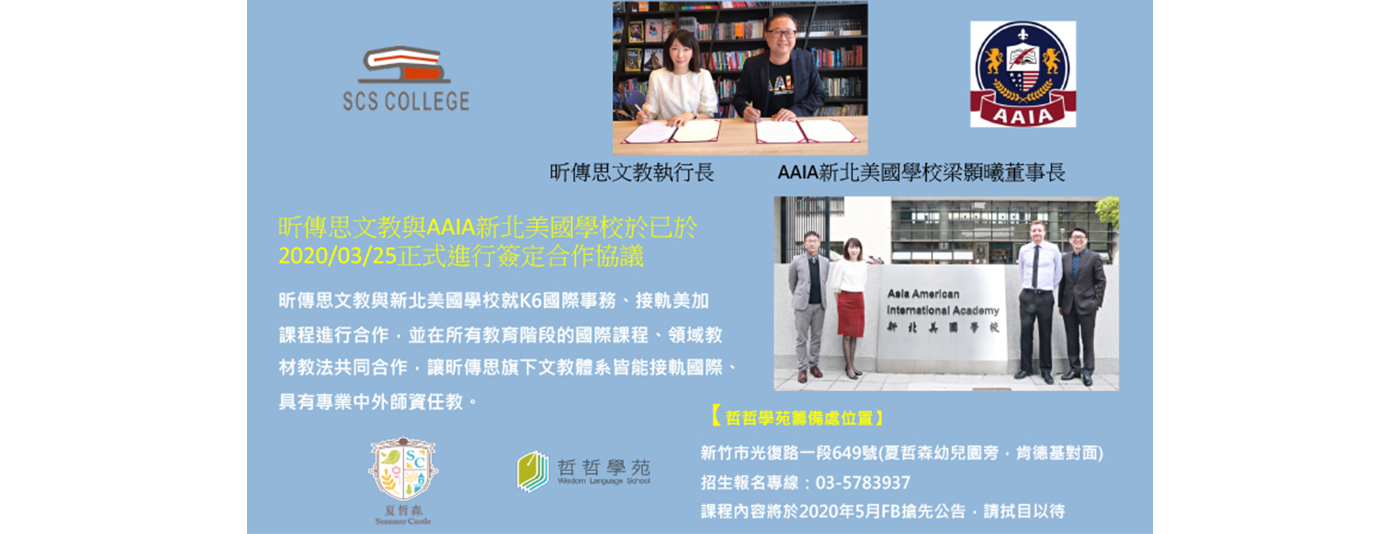 SCS COLLEGE
AAIA
昕傳思文教執行長
AAIA新北美國學校梁顥曦董事長
昕傳思文教與AAIA新北美國學校於已於
2020/03/25正式進行簽定合作協議
昕傳思文教與新北美國學校就K6國際事務、接軌美加
課程進行合作，並在所有教育階段的國際課程、領域教
材教法共同合作，讓昕傳思旗下文教體系皆能接軌國際、
具有專業中外師資任教。
Asia American
International Academy
新北美國學校
【哲哲學苑籌備處位置】
新竹市光復路一段649號(夏哲森幼兒園旁，肯德基對面)
招生報名專線：03-5783937
課程內容將於2020年5月FB搶先公告，請拭目以待
SC
夏哲森
Summer Castle
哲哲學苑
Wisdom Language School